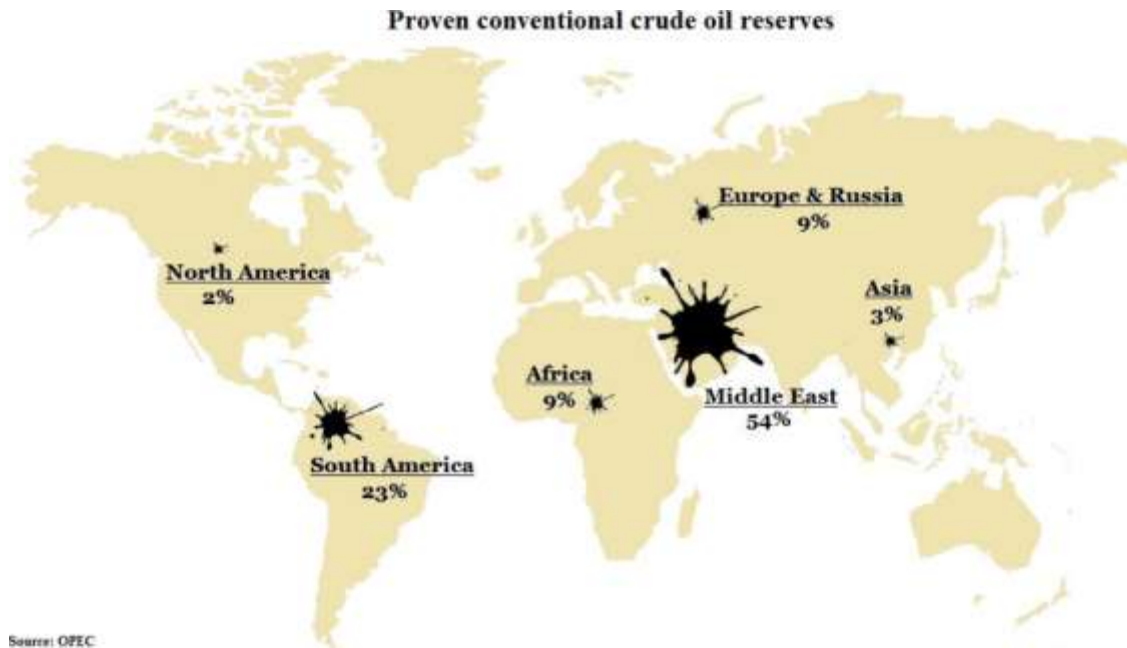 Proven conventional crude oil reserves
Europe & Russia
9%
North America
2%
Asia
3%
Africa
9%
Middle East
54%
South America
23%
Source: OPEC